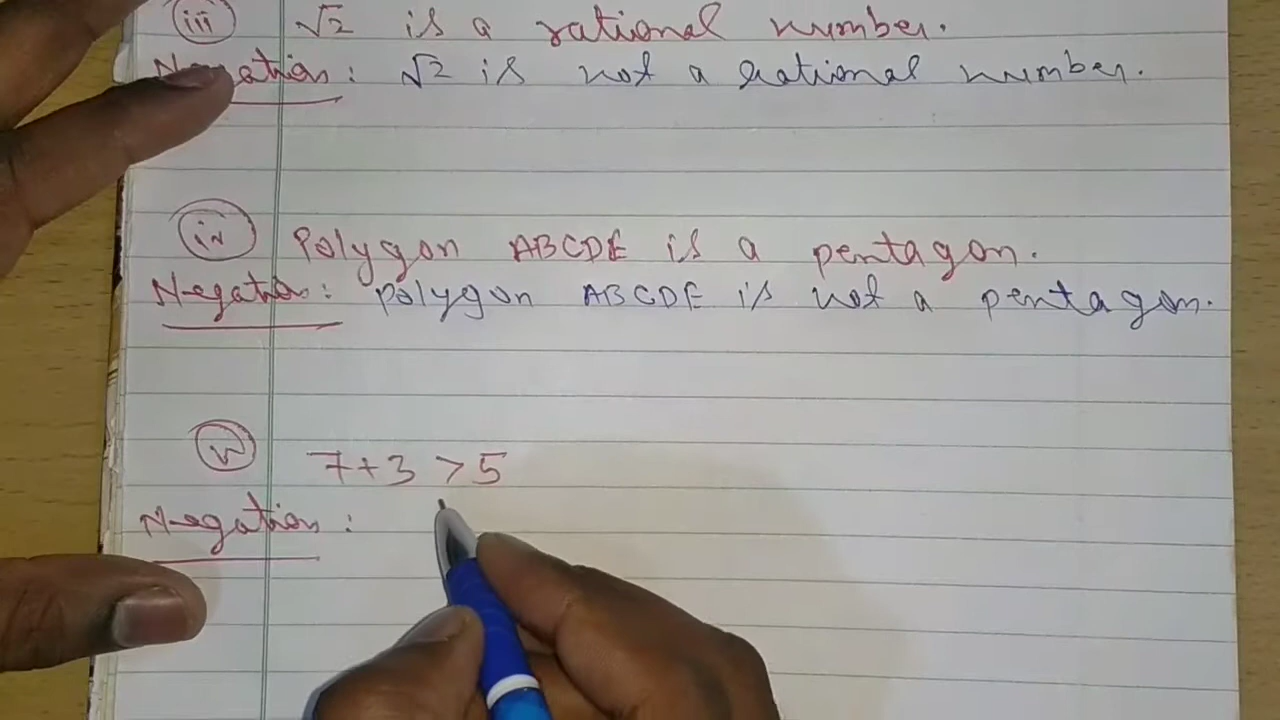 (iii) √2 is a rational number.
Negation: √2 is not a rational number.
(iv) Polygon ABCDE is a pentagon.
Negation: Polygon ABCDE is not a pentagon.
(v) 7+3 > 5
Negation: